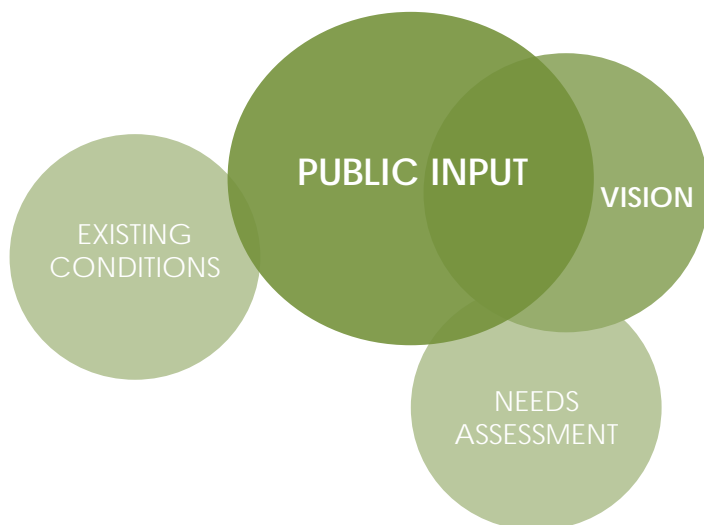 PUBLIC INPUT
VISION
EXISTING
CONDITIONS
NEEDS
ASSESSMENT